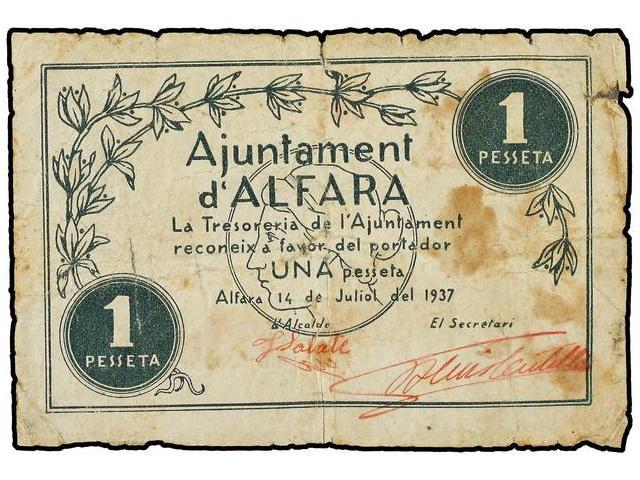 1
PESSETA
Ajuntament
d'ALFARA
La Tresoreria de l'Ajuntament
reconeix a favor del portador
UNA pesseta
Alfara 14 de Juliol del 1937
L'Alcalde El Secretari
1
PESSETA